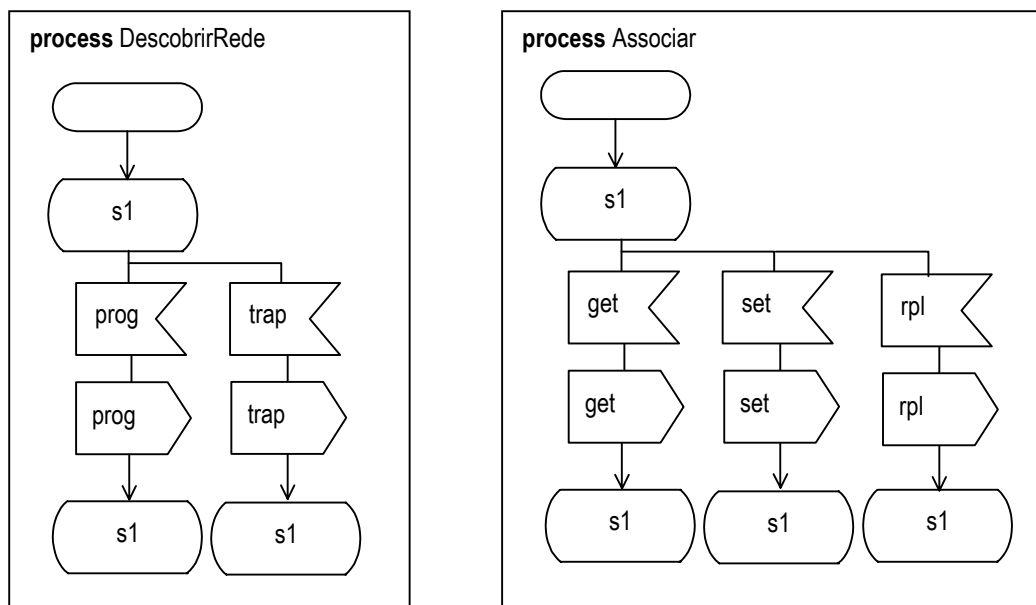 process DescobrirRede
s1
prog
trap
prog
trap
s1
s1
process Associar
s1
get
set
rpl
get
set
rpl
s1
s1
s1